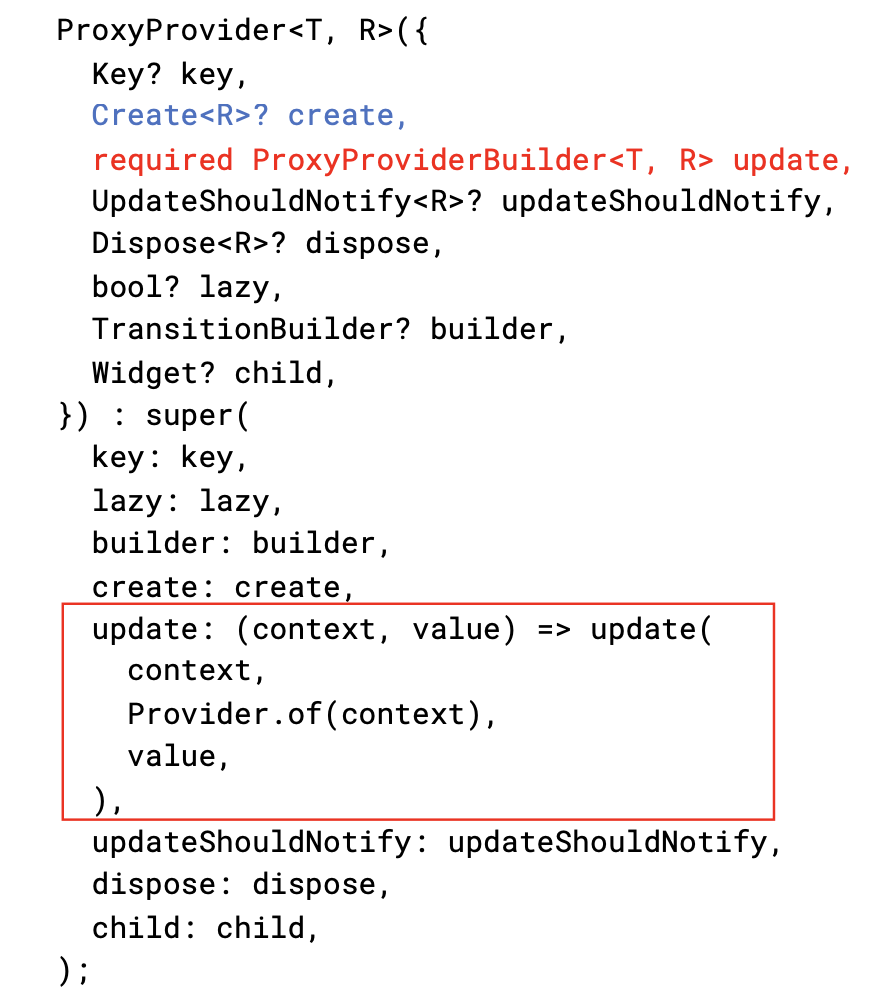 ProxyProvider<T, R>({
  Key? key,
  Create<R>? create,
  required ProxyProviderBuilder<T, R> update,
  UpdateShouldNotify<R>? updateShouldNotify,
  Dispose<R>? dispose,
  bool? lazy,
  TransitionBuilder? builder,
  Widget? child,
}) : super(
  key: key,
  lazy: lazy,
  builder: builder,
  create: create,
  update: (context, value) => update(
    context,
    Provider.of(context),
    value,
  ),
  updateShouldNotify: updateShouldNotify,
  dispose: dispose,
  child: child,
);